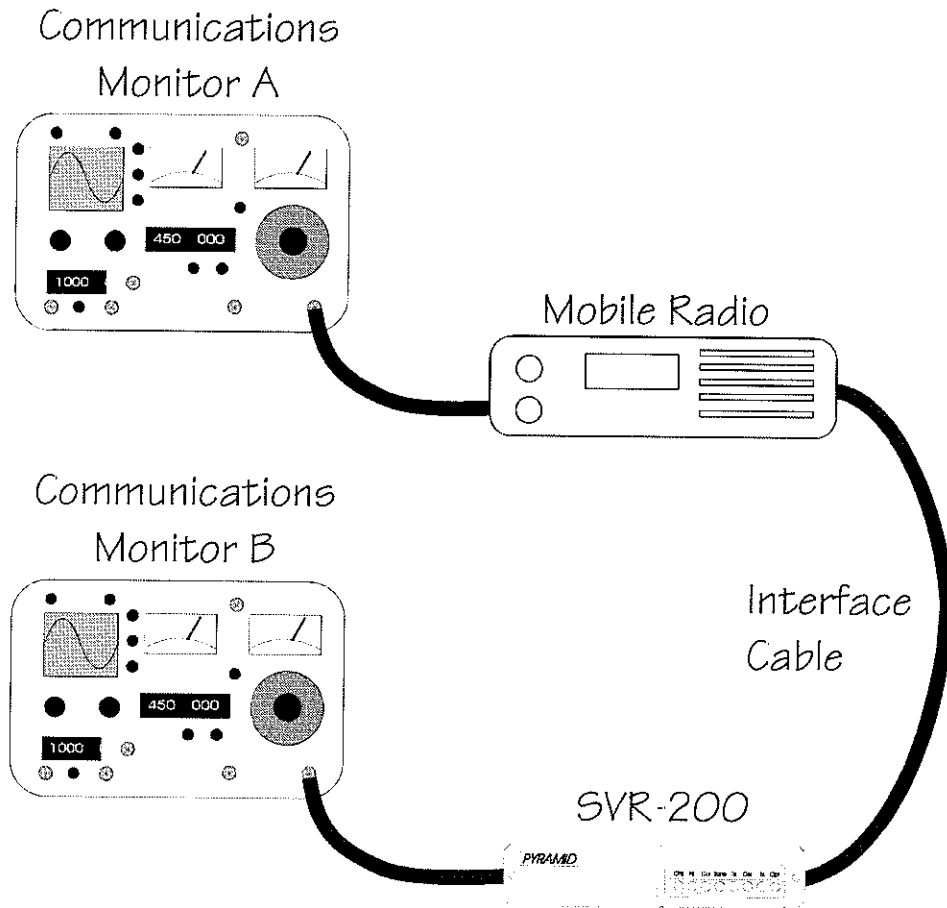 Communications
Monitor A
450 000
1000
Mobile Radio
Communications
Monitor B
450 000
1000
Interface
Cable
SVR-200
PYRAMID